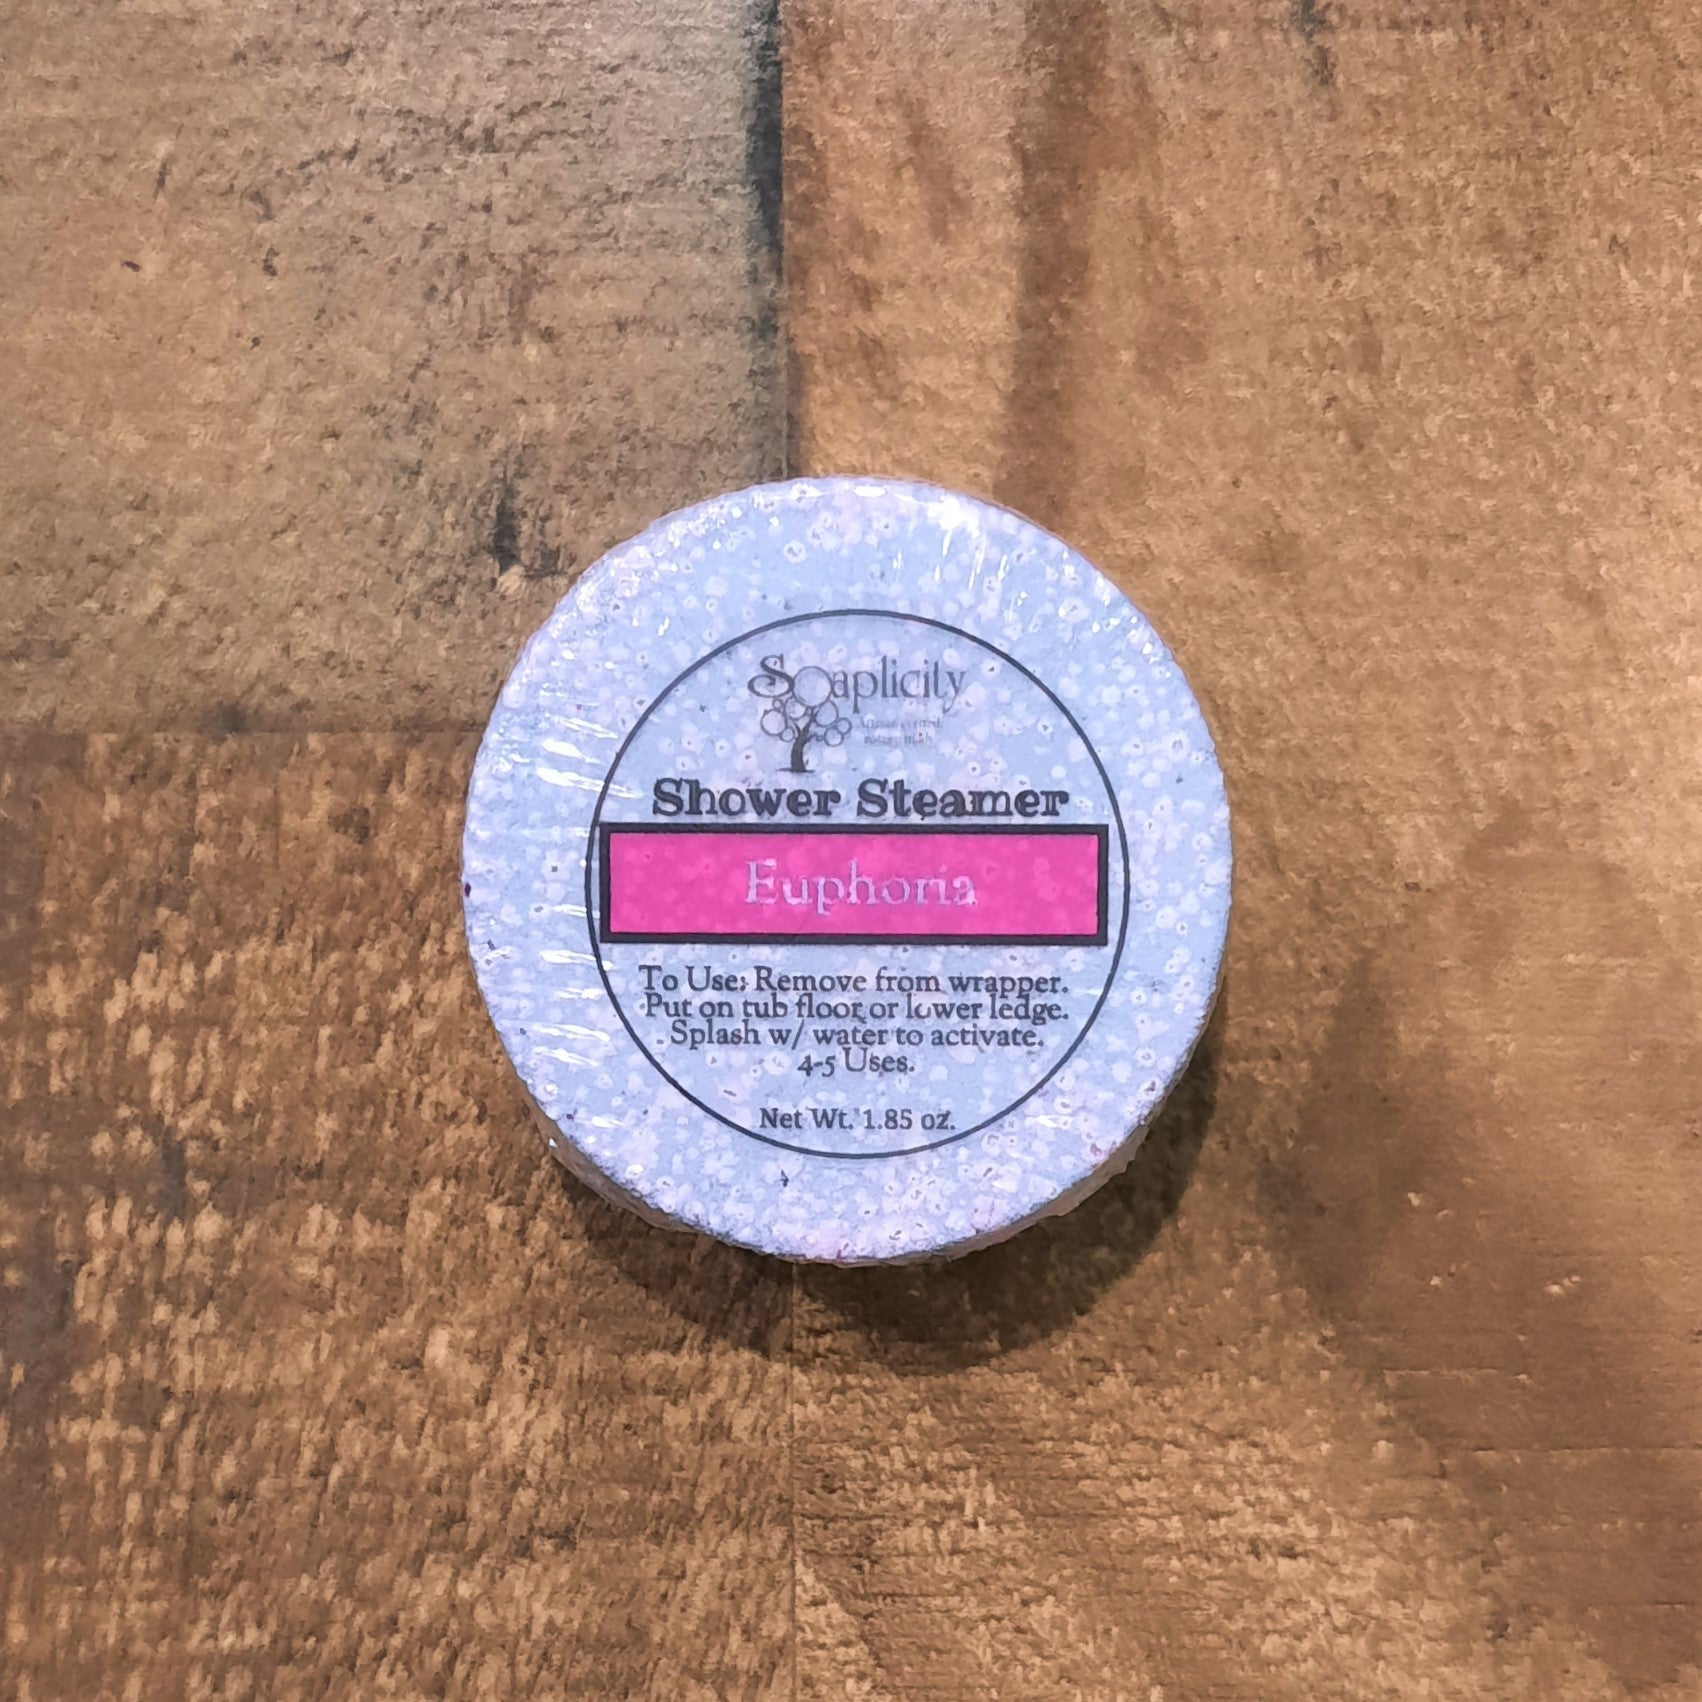 Soaplicity
Shower Steamer
Euphoria
To Use: Remove from wrapper.
Put on tub floor or lower ledge.
Splash w/ water to activate.
4-5 Uses.
Net Wt. 1.85 oz.